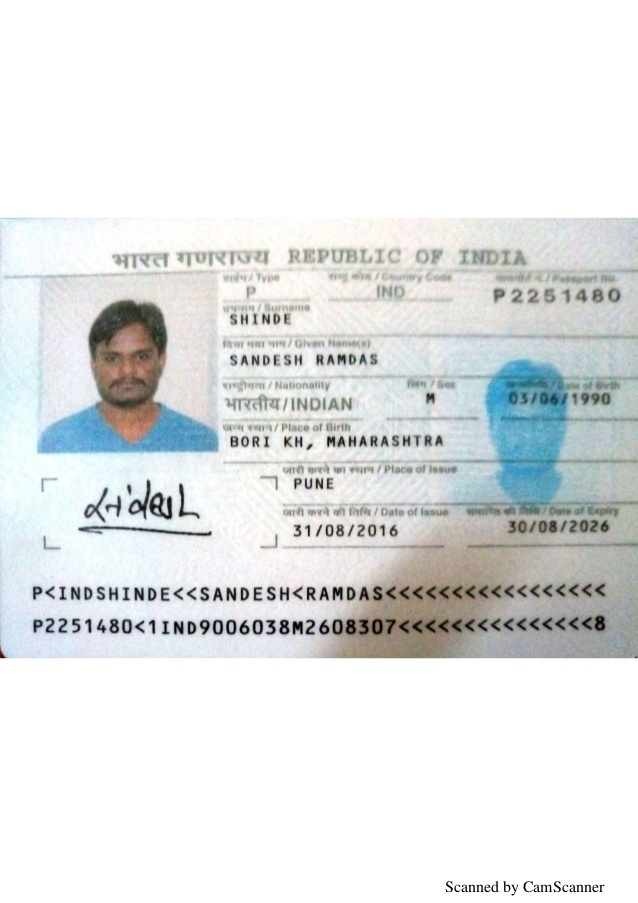 भारत गणराज्य REPUBLIC OF INDIA
टाईप / Type
राष्ट्र कोड / Country Code
पासपोर्ट नं. / Passport No.
P
IND
P2251480
उपनाम / Surname
SHINDE
दिया गया नाम / Given Name(s)
SANDESH RAMDAS
राष्ट्रीयता / Nationality
लिंग / Sex
जन्मतिथि / Date of Birth
भारतीय/INDIAN
M
03/06/1990
जन्म स्थान / Place of Birth
BORI KH, MAHARASHTRA
जारी करने का स्थान / Place of Issue
PUNE
जारी करने की तिथि / Date of Issue
समाप्ति की तिथि / Date of Expiry
31/08/2016
30/08/2026
P<INDSHINDE<<SANDESH<RAMDAS<<<<<<<<<<<<<<<<<
P2251480<1IND9006038M2608307<<<<<<<<<<<<<<<8
Scanned by CamScanner